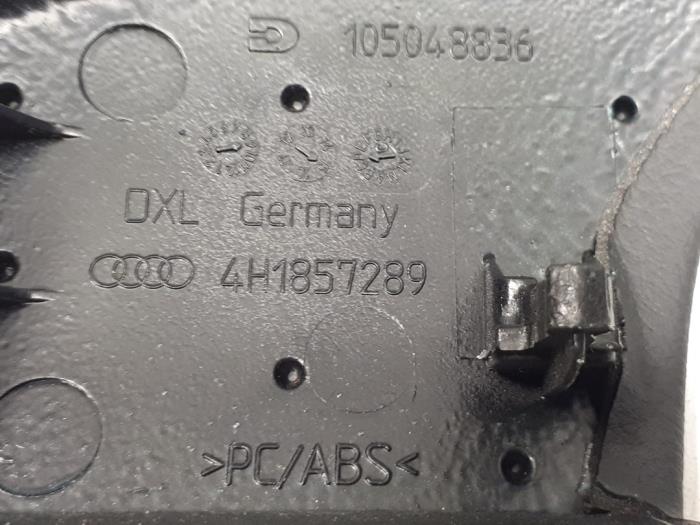 105048836
DXL Germany
4H1857289
>PC/ABS<